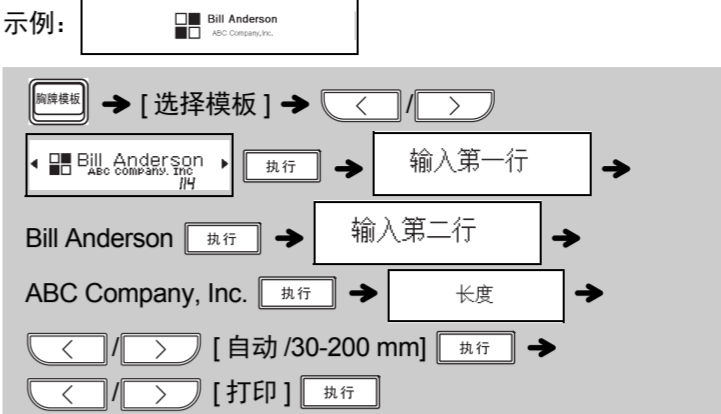 示例:
Bill Anderson
ABC Company,Inc.
胸牌模板 → [ 选择模板 ] → < / >
Bill Anderson
ABC Company, Inc
114
执行 → 输入第一行 →
Bill Anderson 执行 → 输入第二行 →
ABC Company, Inc. 执行 → 长度 →
< / > [ 自动 /30-200 mm] 执行 →
< / > [ 打印 ] 执行